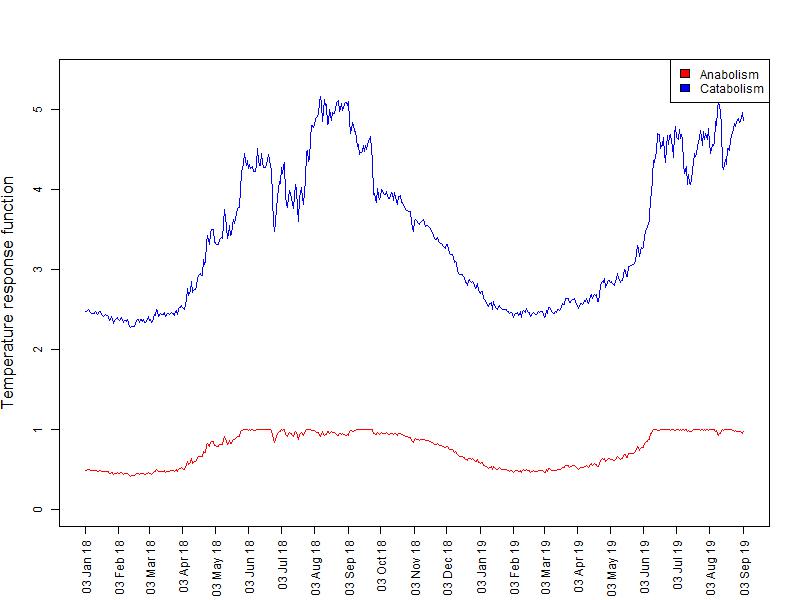 Temperature response function
5
4
3
2
1
0
Anabolism
Catabolism
03 Jan 18
03 Feb 18
03 Mar 18
03 Apr 18
03 May 18
03 Jun 18
03 Jul 18
03 Aug 18
03 Sep 18
03 Oct 18
03 Nov 18
03 Dec 18
03 Jan 19
03 Feb 19
03 Mar 19
03 Apr 19
03 May 19
03 Jun 19
03 Jul 19
03 Aug 19
03 Sep 19